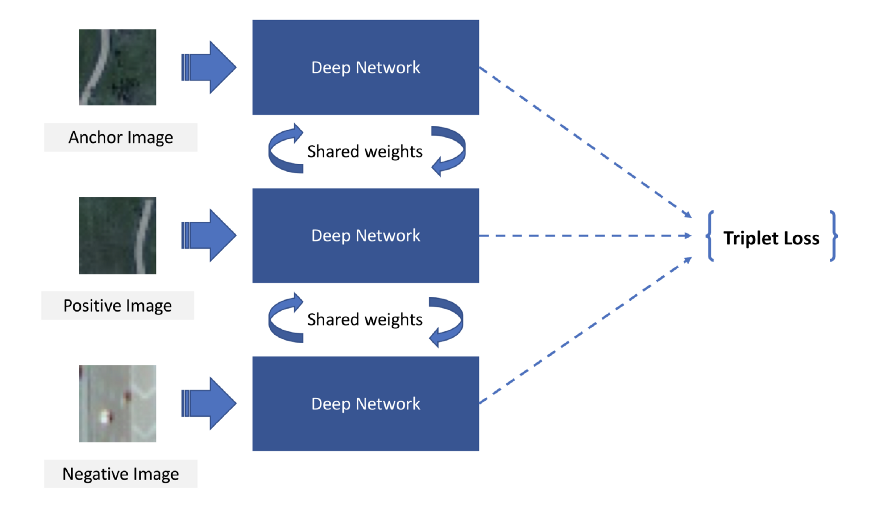 Deep Network
Anchor Image
Shared weights
Deep Network
{ Triplet Loss }
Positive Image
Shared weights
Deep Network
Negative Image